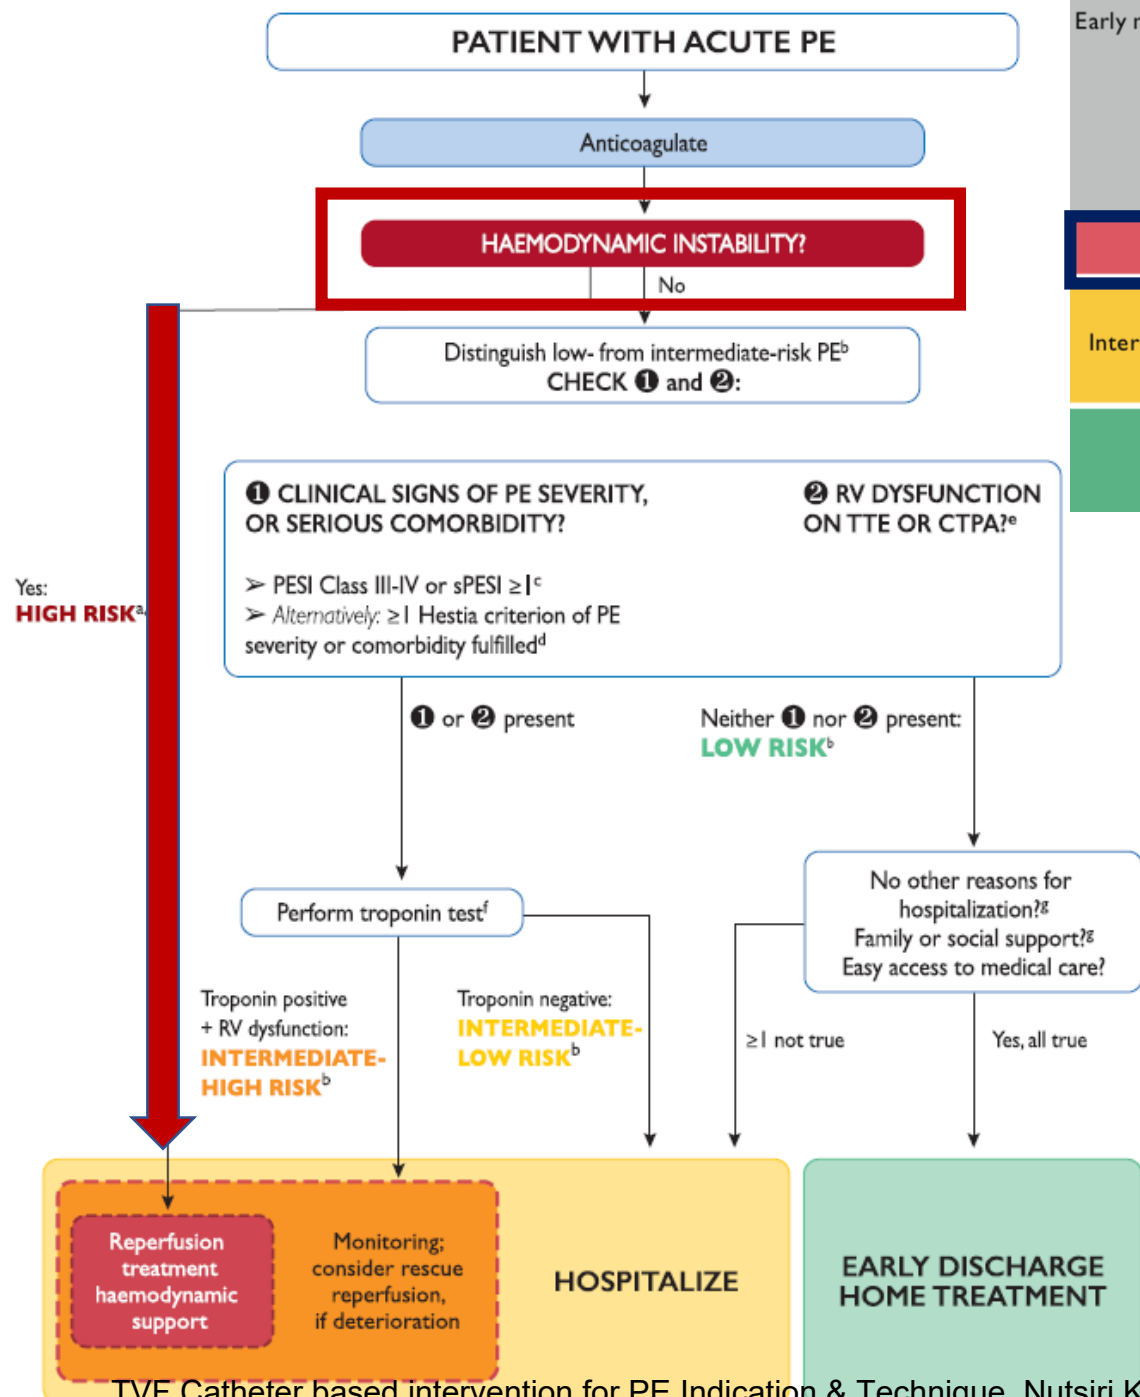 PATIENT WITH ACUTE PE
Early
Anticoagulate
HAEMODYNAMIC INSTABILITY?
No
Distinguish low- from intermediate-risk PEᵇ
CHECK ❶ and ❷:
Inter
❶ CLINICAL SIGNS OF PE SEVERITY,
OR SERIOUS COMORBIDITY?
➢ PESI Class III-IV or sPESI ≥1ᶜ
➢ Alternatively: ≥1 Hestia criterion of PE
severity or comorbidity fulfilledᵈ
❷ RV DYSFUNCTION
ON TTE OR CTPA?ᵉ
Yes:
HIGH RISKᵃ,
❶ or ❷ present
Neither ❶ nor ❷ present:
LOW RISKᵇ
Perform troponin testᶠ
No other reasons for
hospitalization?ᵍ
Family or social support?ᵍ
Easy access to medical care?
Troponin positive
+ RV dysfunction:
INTERMEDIATE-
HIGH RISKᵇ
Troponin negative:
INTERMEDIATE-
LOW RISKᵇ
≥1 not true
Yes, all true
Reperfusion
treatment
haemodynamic
support
Monitoring;
consider rescue
reperfusion,
if deterioration
HOSPITALIZE
EARLY DISCHARGE
HOME TREATMENT
Catheter based intervention for PE Indication & Technique, Nutsiri K